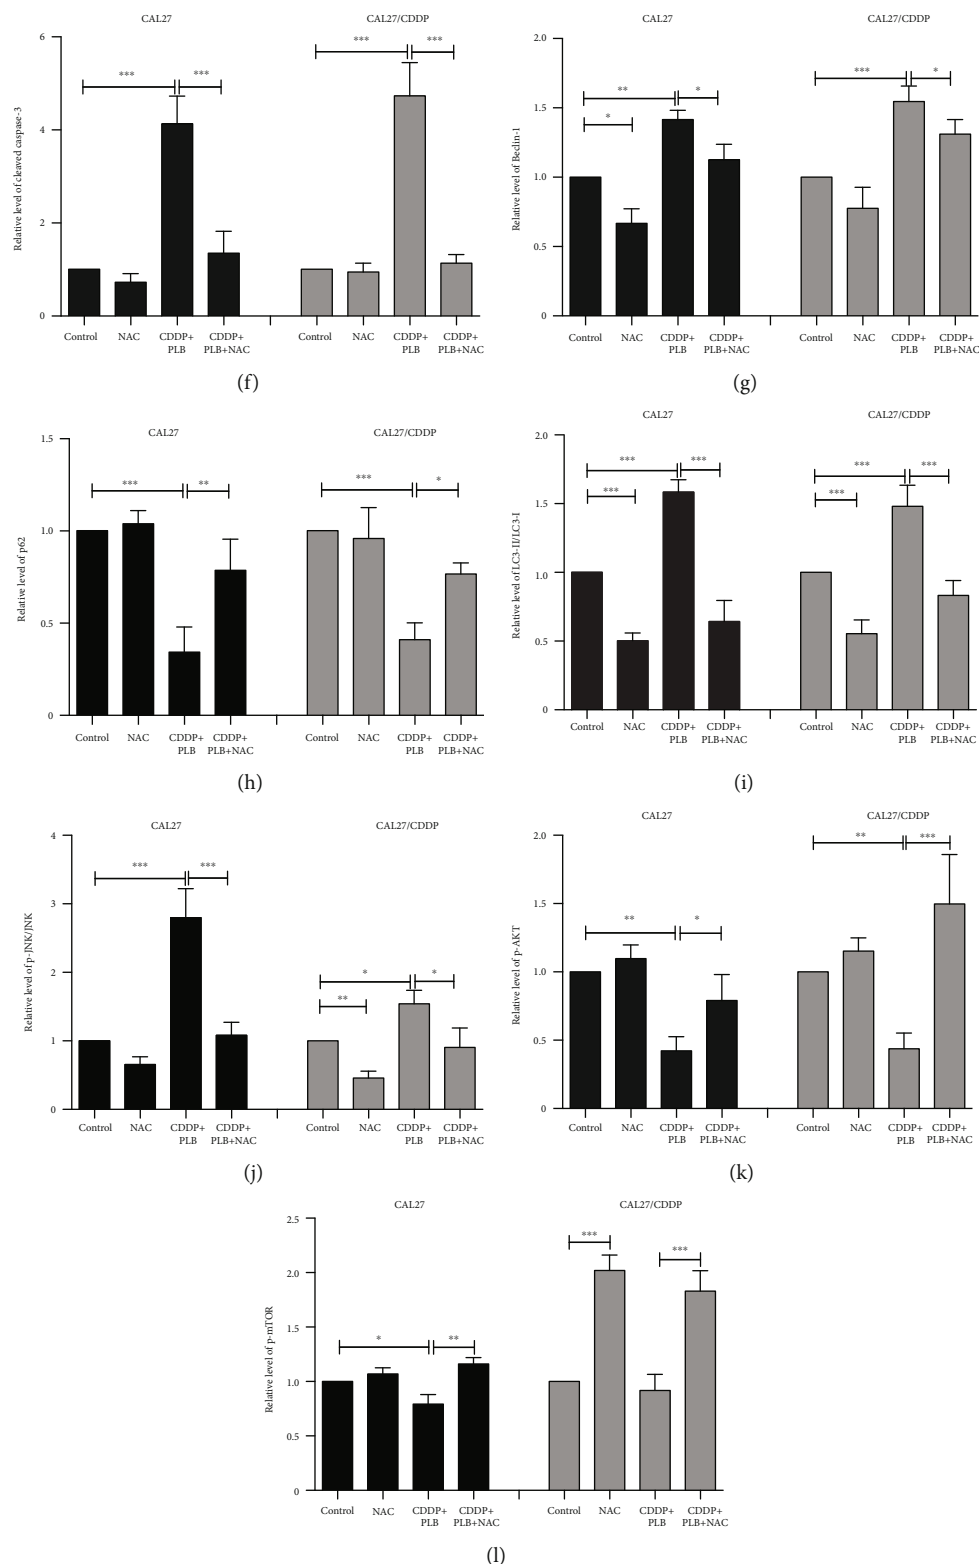 CAL27
CAL27/CDDP
6
4
2
0
Relative level of cleaved caspase-3
***
***
***
***
Control
NAC
CDDP+
PLB
CDDP+
PLB+NAC
Control
NAC
CDDP+
PLB
CDDP+
PLB+NAC
(f)
CAL27
CAL27/CDDP
2.0
1.5
1.0
0.5
0
Relative level of Beclin-1
**
*
*
***
*
Control
NAC
CDDP+
PLB
CDDP+
PLB+NAC
Control
NAC
CDDP+
PLB
CDDP+
PLB+NAC
(g)
CAL27
CAL27/CDDP
1.5
1.0
0.5
0
Relative level of p62
***
**
***
*
Control
NAC
CDDP+
PLB
CDDP+
PLB+NAC
Control
NAC
CDDP+
PLB
CDDP+
PLB+NAC
(h)
CAL27
CAL27/CDDP
2.0
1.5
1.0
0.5
0
Relative level of LC3-II/LC3-I
***
***
***
***
***
***
Control
NAC
CDDP+
PLB
CDDP+
PLB+NAC
Control
NAC
CDDP+
PLB
CDDP+
PLB+NAC
(i)
CAL27
CAL27/CDDP
4
3
2
1
0
Relative level of p-JNK/JNK
***
***
*
*
**
Control
NAC
CDDP+
PLB
CDDP+
PLB+NAC
Control
NAC
CDDP+
PLB
CDDP+
PLB+NAC
(j)
CAL27
CAL27/CDDP
2.0
1.5
1.0
0.5
0
Relative level of p-AKT
**
*
**
***
Control
NAC
CDDP+
PLB
CDDP+
PLB+NAC
Control
NAC
CDDP+
PLB
CDDP+
PLB+NAC
(k)
CAL27
CAL27/CDDP
2.5
2.0
1.5
1.0
0.5
0
Relative level of p-mTOR
*
**
***
***
Control
NAC
CDDP+
PLB
CDDP+
PLB+NAC
Control
NAC
CDDP+
PLB
CDDP+
PLB+NAC
(l)